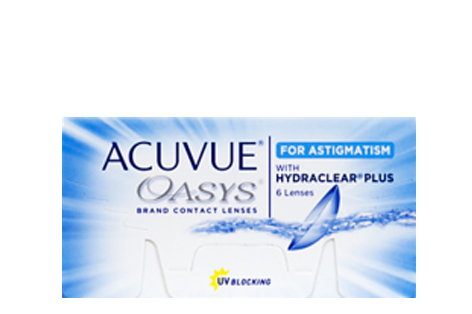 ACUVUE®
OASYS®
BRAND CONTACT LENSES
FOR ASTIGMATISM
WITH
HYDRACLEAR® PLUS
6 Lenses
UV BLOCKING